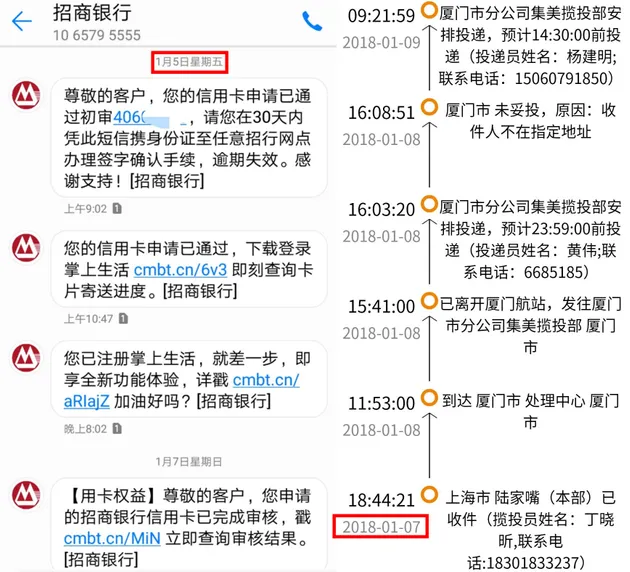 招商银行
10 6579 5555
1月5日星期五
尊敬的客户，您的信用卡申请已通
过初审406，请您在30天内
凭此短信携身份证至任意招行网点
办理签字确认手续，逾期失效。感
谢支持！[招商银行]
上午9:02 1
您的信用卡申请已通过，下载登录
掌上生活 cmbt.cn/6v3 即刻查询卡
片寄送进度。[招商银行]
上午10:47 1
您已注册掌上生活，就差一步，即
享全新功能体验，详戳 cmbt.cn/
aRIajZ 加油好吗？[招商银行]
晚上8:02 1
1月7日星期日
【用卡权益】尊敬的客户，您申请
的招商银行信用卡已完成审核，戳
cmbt.cn/MiN 立即查询审核结果。
[招商银行]
09:21:59
2018-01-09
厦门市分公司集美揽投部安
排投递，预计14:30:00前投
递（投递员姓名：杨建明;
联系电话：15060791850）
16:08:51
2018-01-08
厦门市 未妥投，原因：收
件人不在指定地址
16:03:20
2018-01-08
厦门市分公司集美揽投部安
排投递，预计23:59:00前投
递（投递员姓名：黄伟;联
系电话：6685185）
15:41:00
2018-01-08
已离开厦门航站，发往厦门
市分公司集美揽投部 厦门
市
11:53:00
2018-01-08
到达 厦门市 处理中心 厦门
市
18:44:21
2018-01-07
上海市 陆家嘴（本部）已
收件（揽投员姓名：丁晓
昕,联系电
话:18301833237）